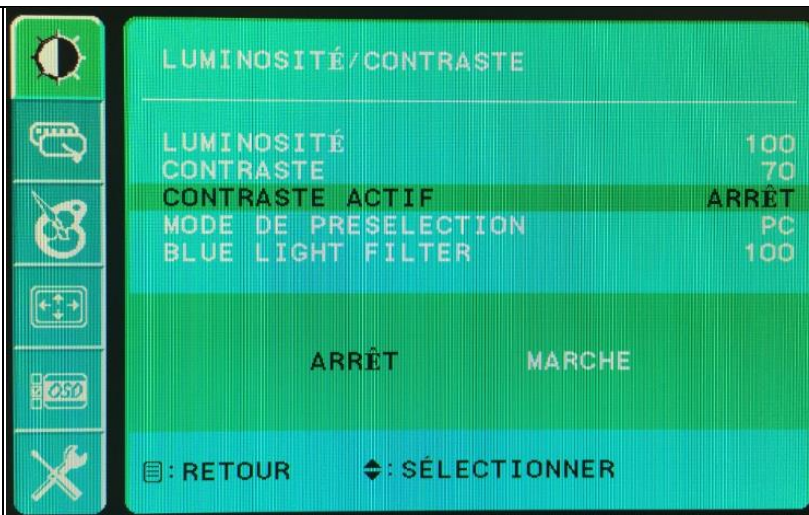 LUMINOSITÉ/CONTRASTE
LUMINOSITÉ 100
CONTRASTE 70
CONTRASTE ACTIF ARRÊT
MODE DE PRESELECTION PC
BLUE LIGHT FILTER 100
ARRÊT MARCHE
: RETOUR : SÉLECTIONNER
OSD